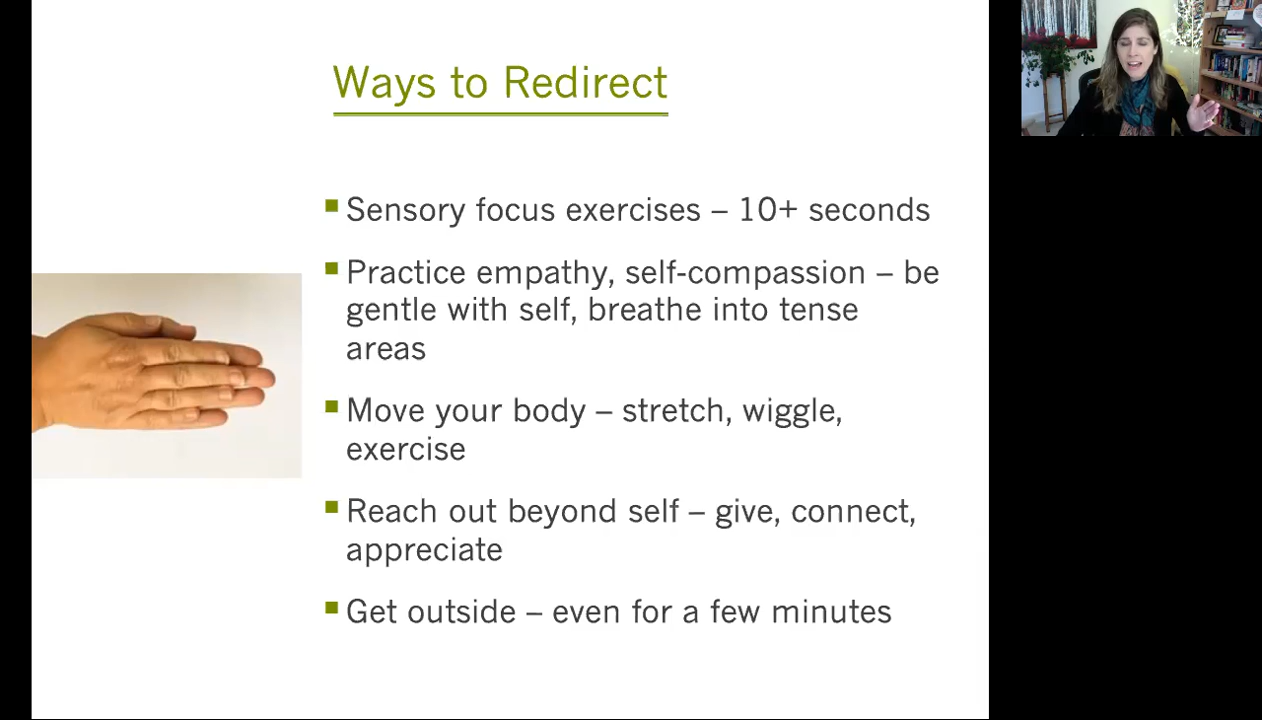 Ways to Redirect
Sensory focus exercises – 10+ seconds
Practice empathy, self-compassion – be
gentle with self, breathe into tense
areas
Move your body – stretch, wiggle,
exercise
Reach out beyond self – give, connect,
appreciate
Get outside – even for a few minutes